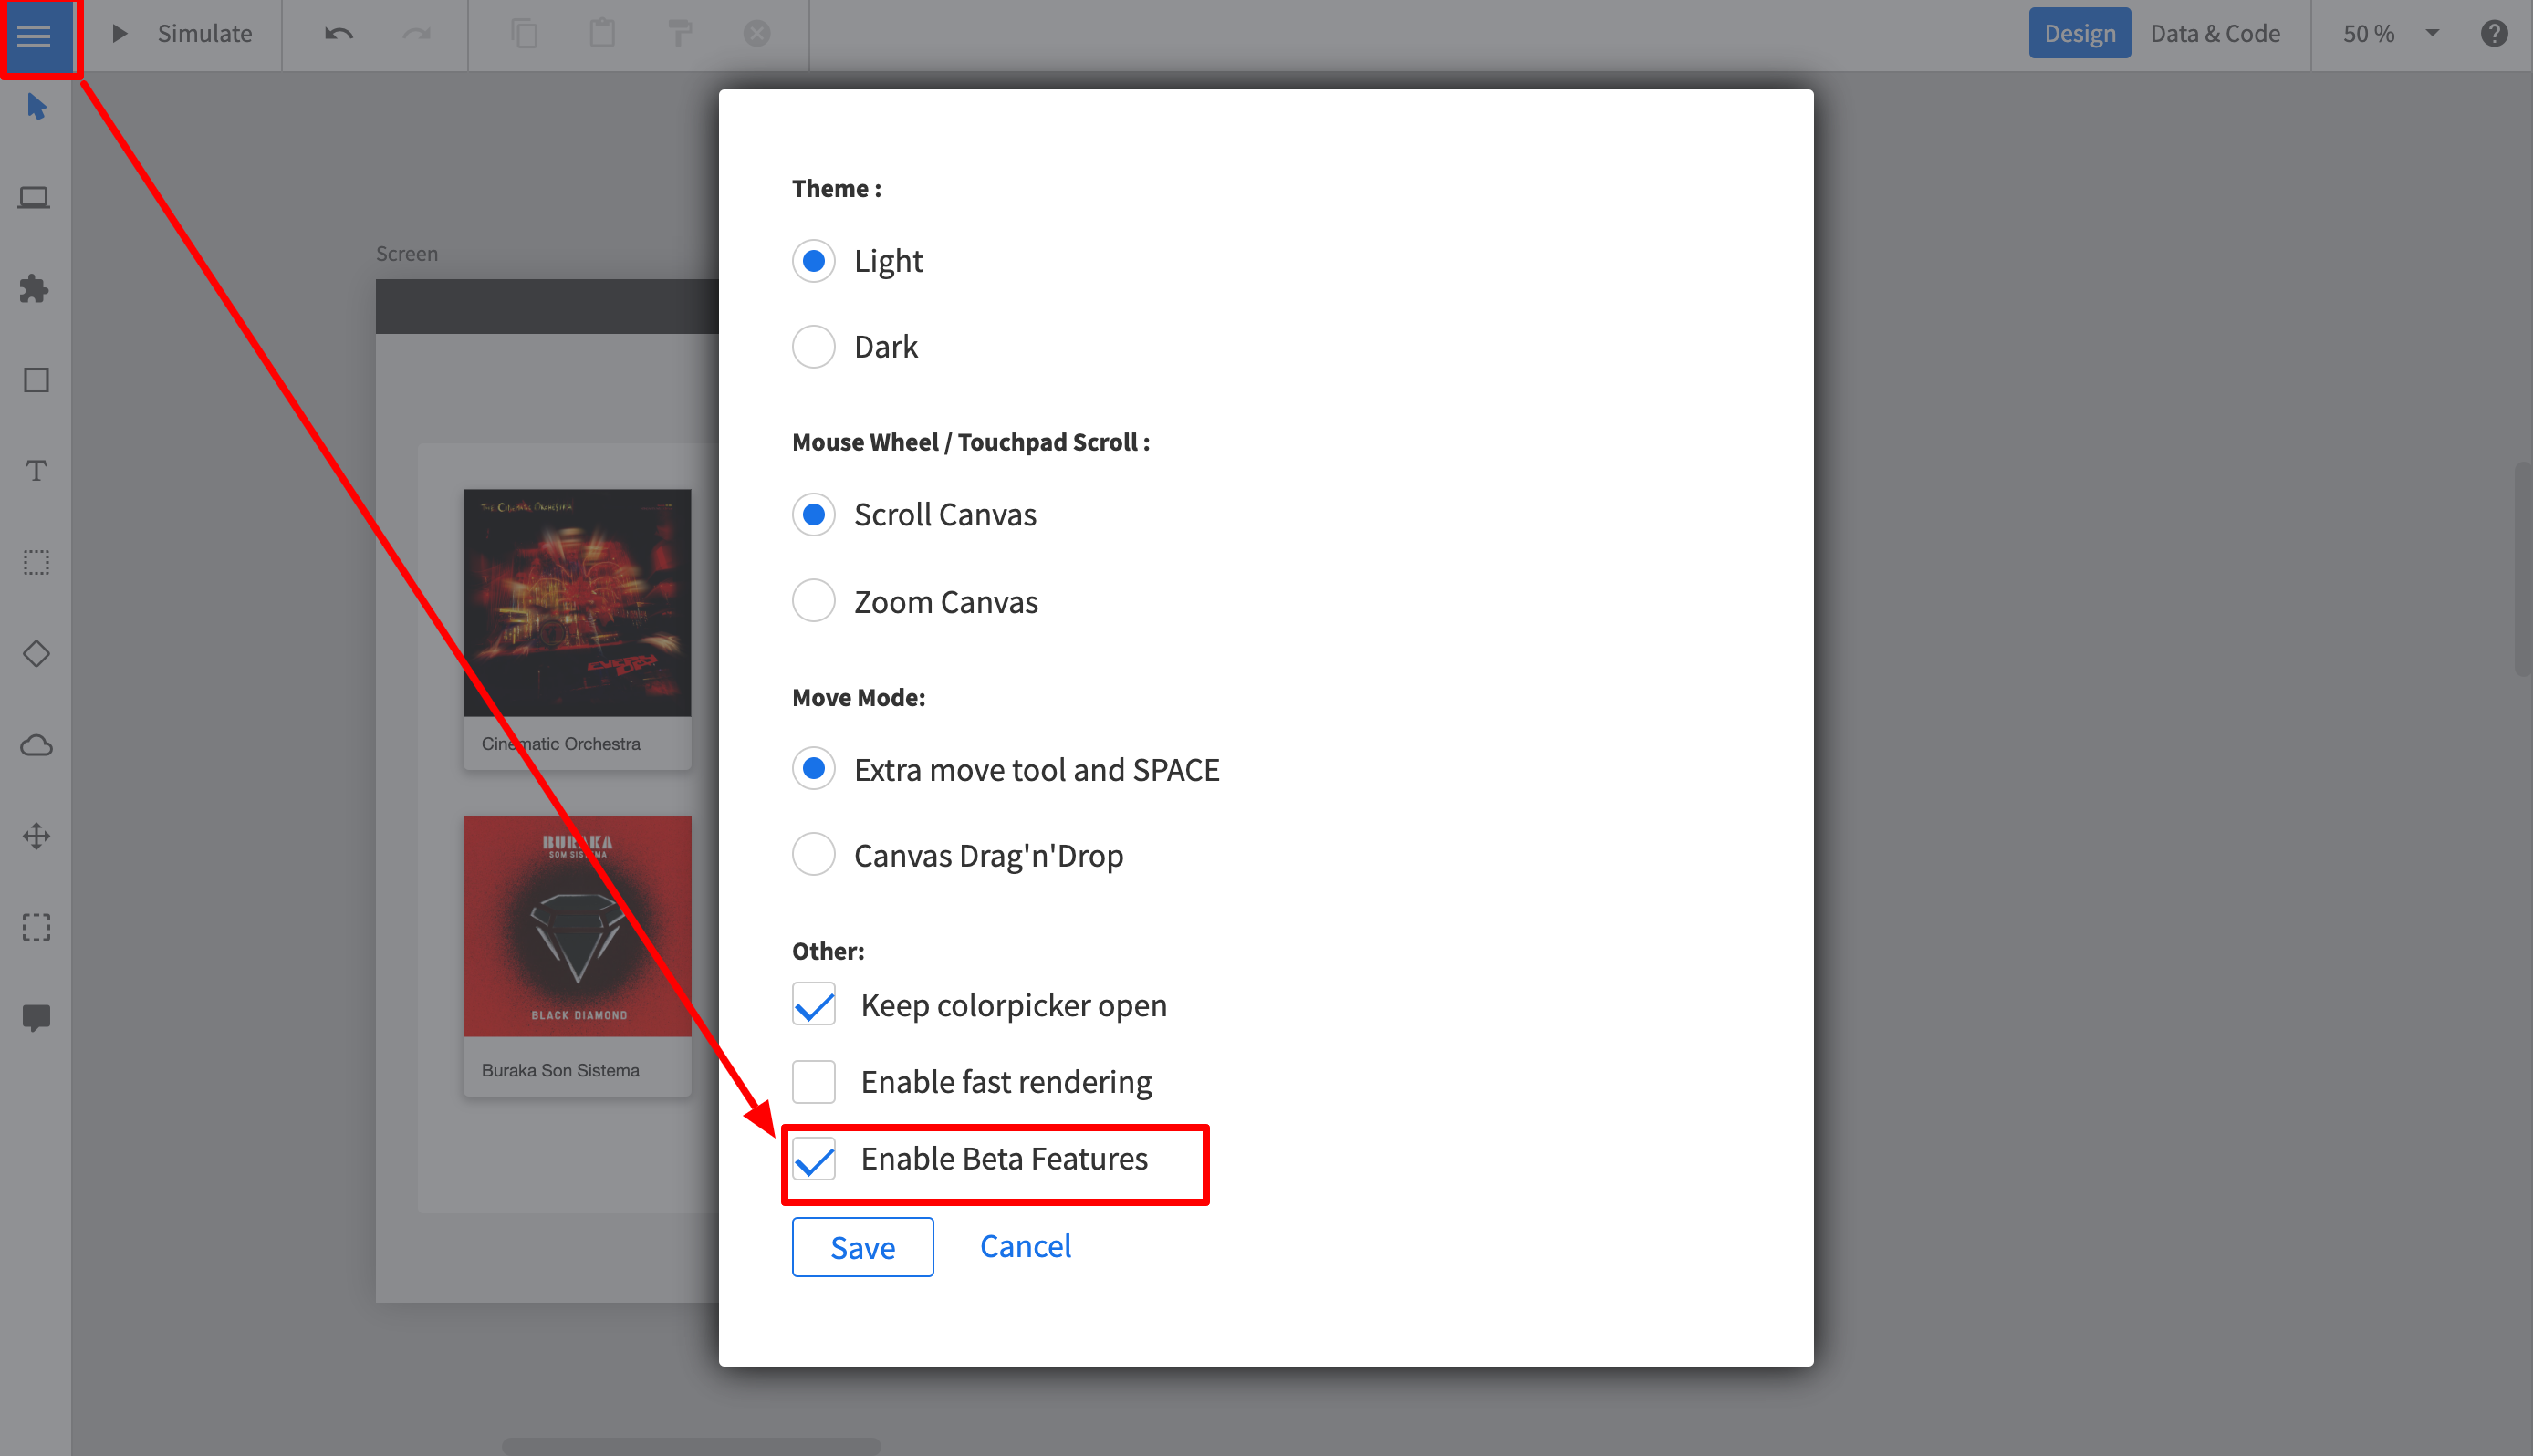 Simulate
Design
Data & Code
50 %
Screen
THE CINEMATIC ORCHESTRA
EVERY DAY
Cinematic Orchestra
BURAKA
SOM SISTEMA
BLACK DIAMOND
Buraka Son Sistema
Theme :
Light
Dark
Mouse Wheel / Touchpad Scroll :
Scroll Canvas
Zoom Canvas
Move Mode:
Extra move tool and SPACE
Canvas Drag'n'Drop
Other:
Keep colorpicker open
Enable fast rendering
Enable Beta Features
Save
Cancel